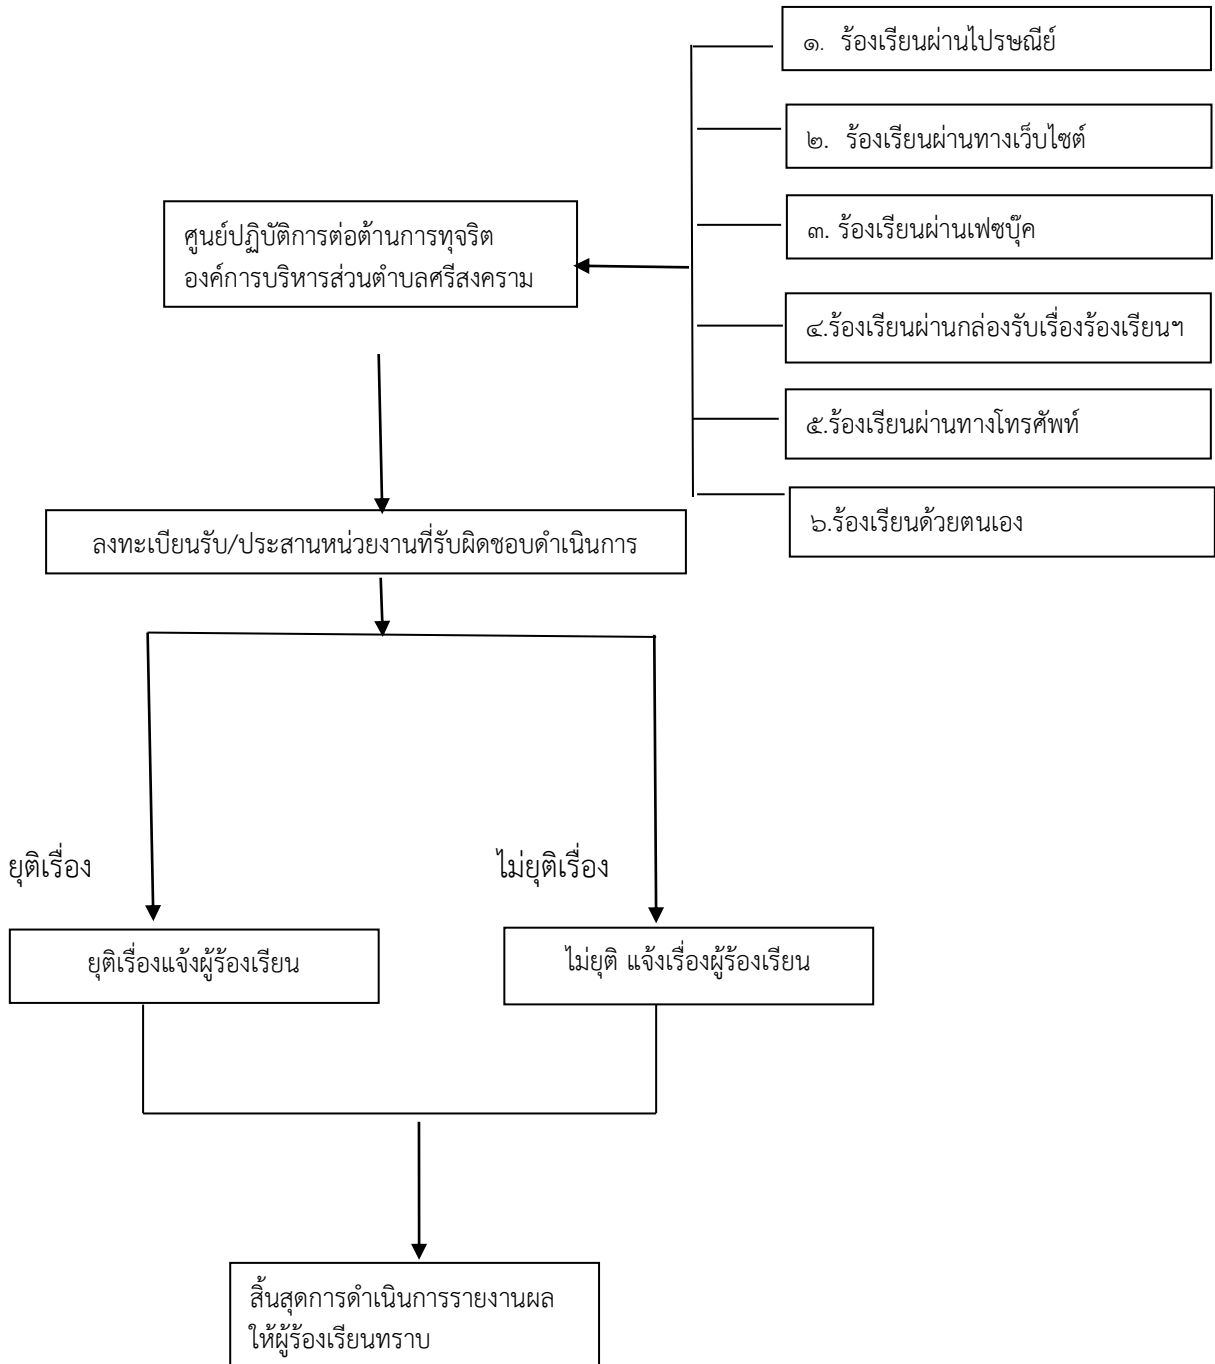 ๑. ร้องเรียนผ่านไปรษณีย์
๒. ร้องเรียนผ่านทางเว็บไซต์
๓. ร้องเรียนผ่านเฟซบุ๊ค
๔.ร้องเรียนผ่านกล่องรับเรื่องร้องเรียนฯ
๕.ร้องเรียนผ่านทางโทรศัพท์
๖.ร้องเรียนด้วยตนเอง
ศูนย์ปฏิบัติการต่อต้านการทุจริต
องค์การบริหารส่วนตำบลศรีสงคราม
ลงทะเบียนรับ/ประสานหน่วยงานที่รับผิดชอบดำเนินการ
ยุติเรื่อง
ไม่ยุติเรื่อง
ยุติเรื่องแจ้งผู้ร้องเรียน
ไม่ยุติ แจ้งเรื่องผู้ร้องเรียน
สิ้นสุดการดำเนินการรายงานผล
ให้ผู้ร้องเรียนทราบ